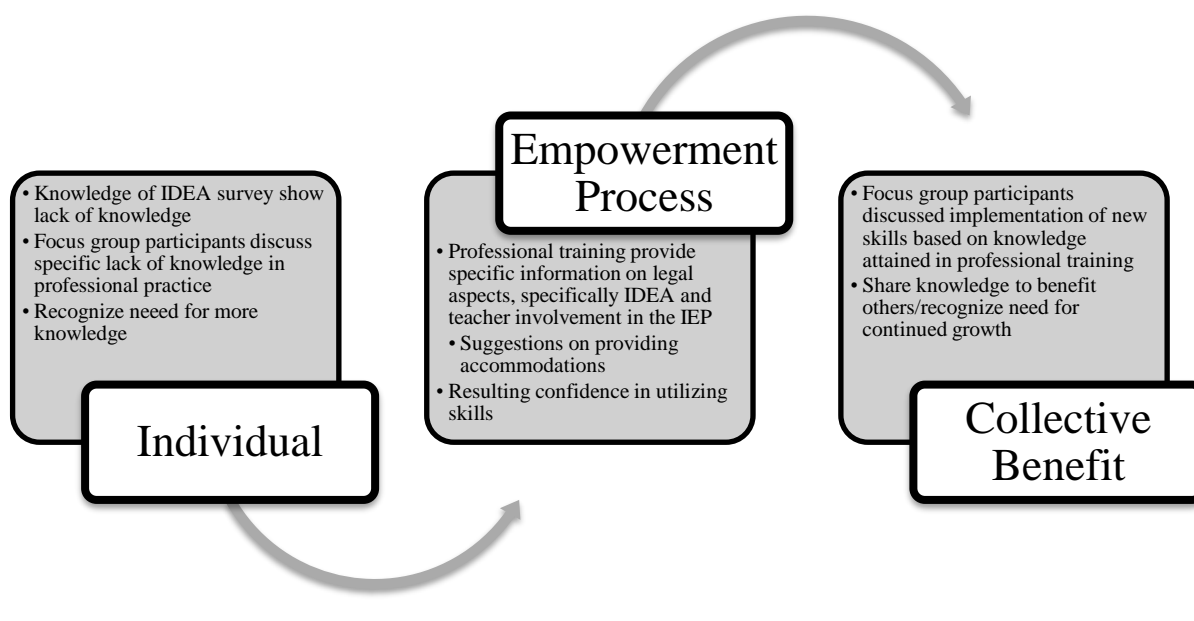 • Knowledge of IDEA survey show
lack of knowledge
• Focus group participants discuss
specific lack of knowledge in
professional practice
• Recognize neeed for more
knowledge
Individual
Empowerment
Process
• Professional training provide
specific information on legal
aspects, specifically IDEA and
teacher involvement in the IEP
• Suggestions on providing
accommodations
• Resulting confidence in utilizing
skills
• Focus group participants
discussed implementation of new
skills based on knowledge
attained in professional training
• Share knowledge to benefit
others/recognize need for
continued growth
Collective
Benefit